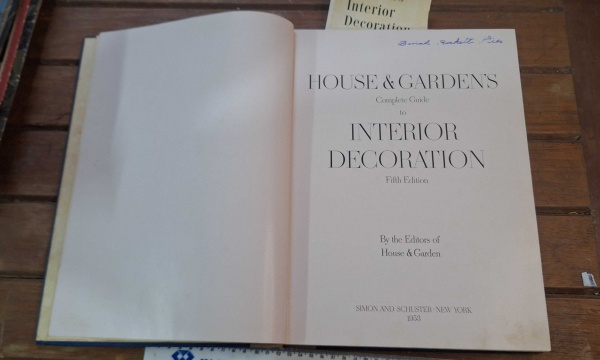 Interior
Decoration
HOUSE & GARDEN'S
Complete Guide
to
INTERIOR
DECORATION
Fifth Edition
By the Editors of
House & Garden
SIMON AND SCHUSTER · NEW YORK
1953